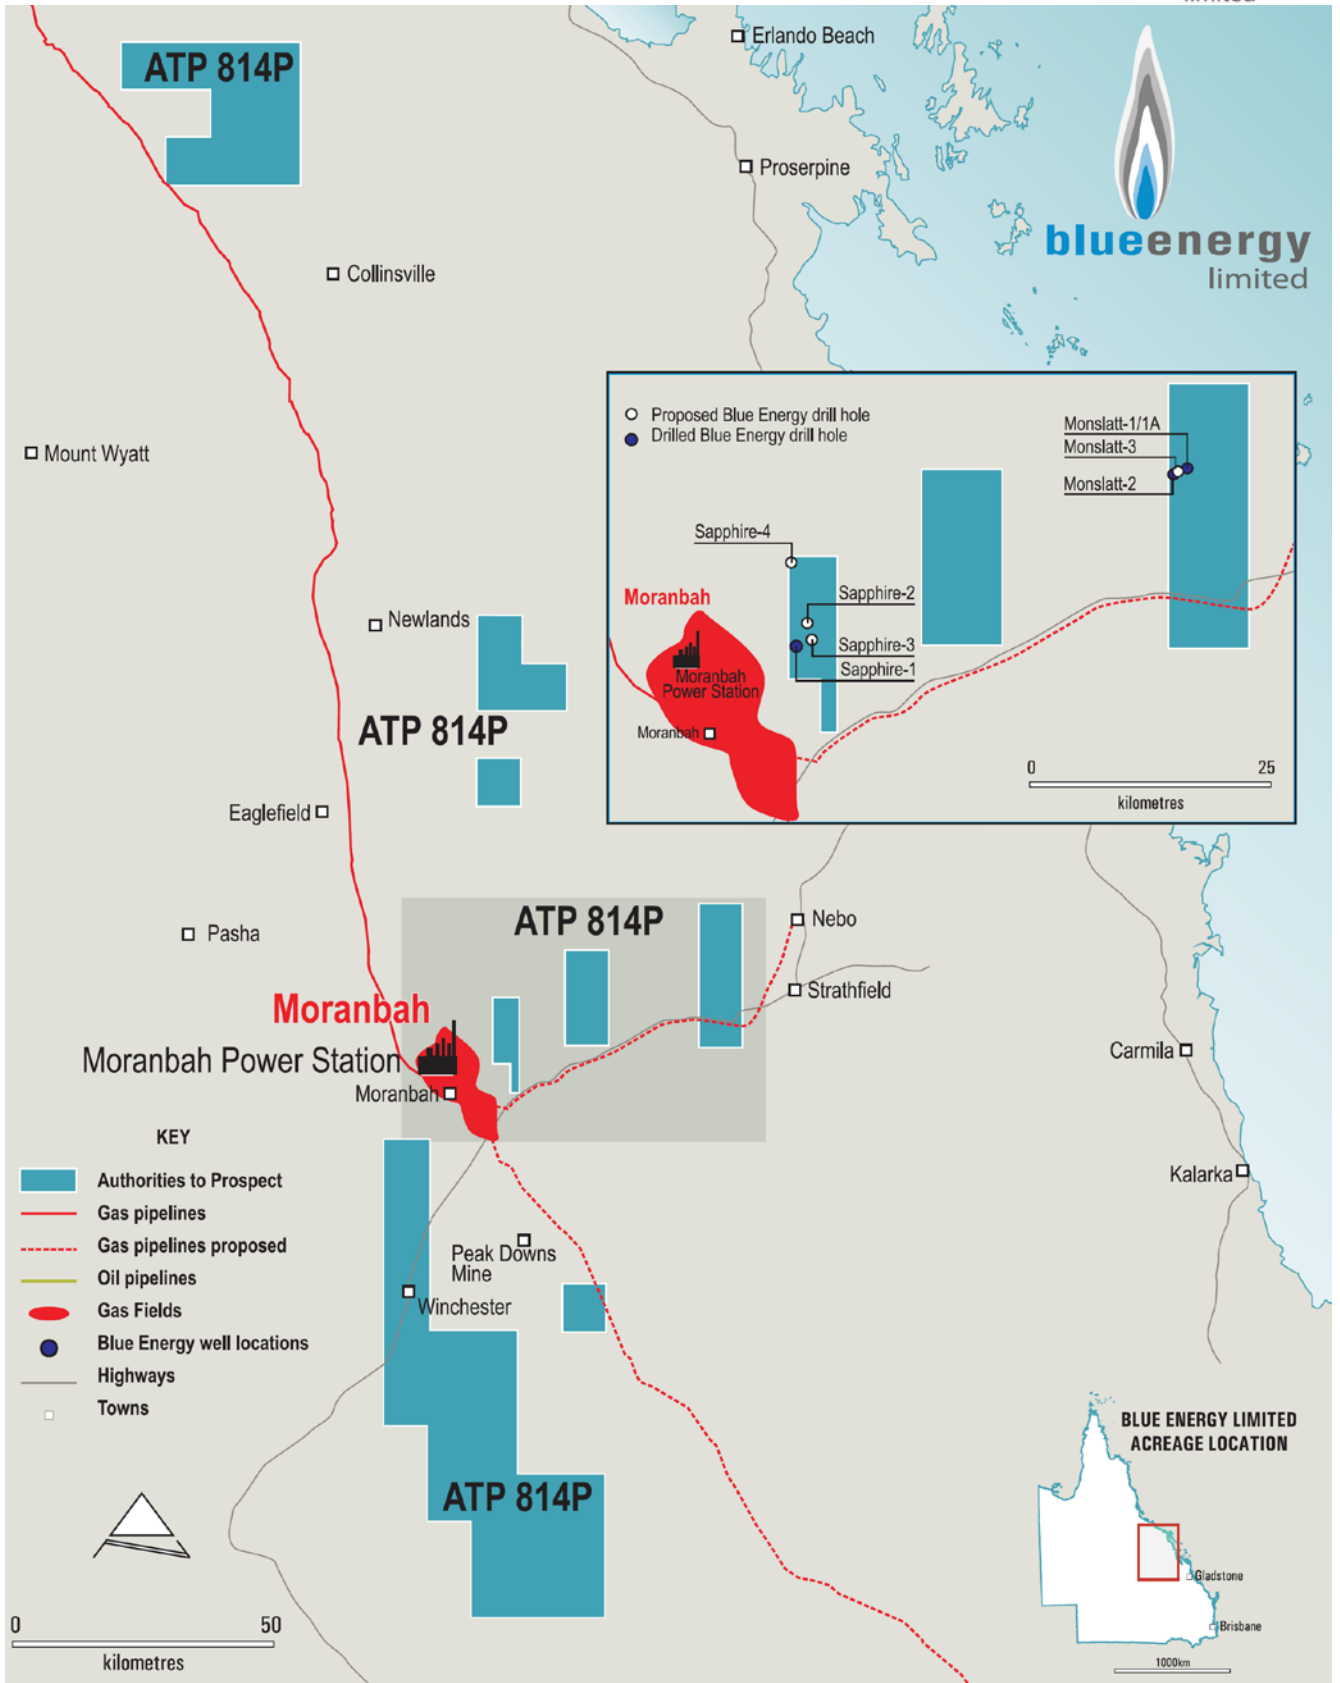 limited
Erlando Beach
ATP 814P
Proserpine
blueenergy
limited
Collinsville
Mount Wyatt
Proposed Blue Energy drill hole
Drilled Blue Energy drill hole
Monslatt-1/1A
Monslatt-3
Monslatt-2
Sapphire-4
Sapphire-2
Sapphire-3
Sapphire-1
Moranbah
Moranbah
Power Station
Moranbah
0
25
kilometres
Newlands
ATP 814P
Eaglefield
Pasha
ATP 814P
Nebo
Strathfield
Moranbah
Moranbah Power Station
Moranbah
Carmila
Kalarka
KEY
Authorities to Prospect
Gas pipelines
Gas pipelines proposed
Oil pipelines
Gas Fields
Blue Energy well locations
Highways
Towns
Peak Downs
Mine
Winchester
ATP 814P
BLUE ENERGY LIMITED
ACREAGE LOCATION
Gladstone
Brisbane
1000km
0
50
kilometres